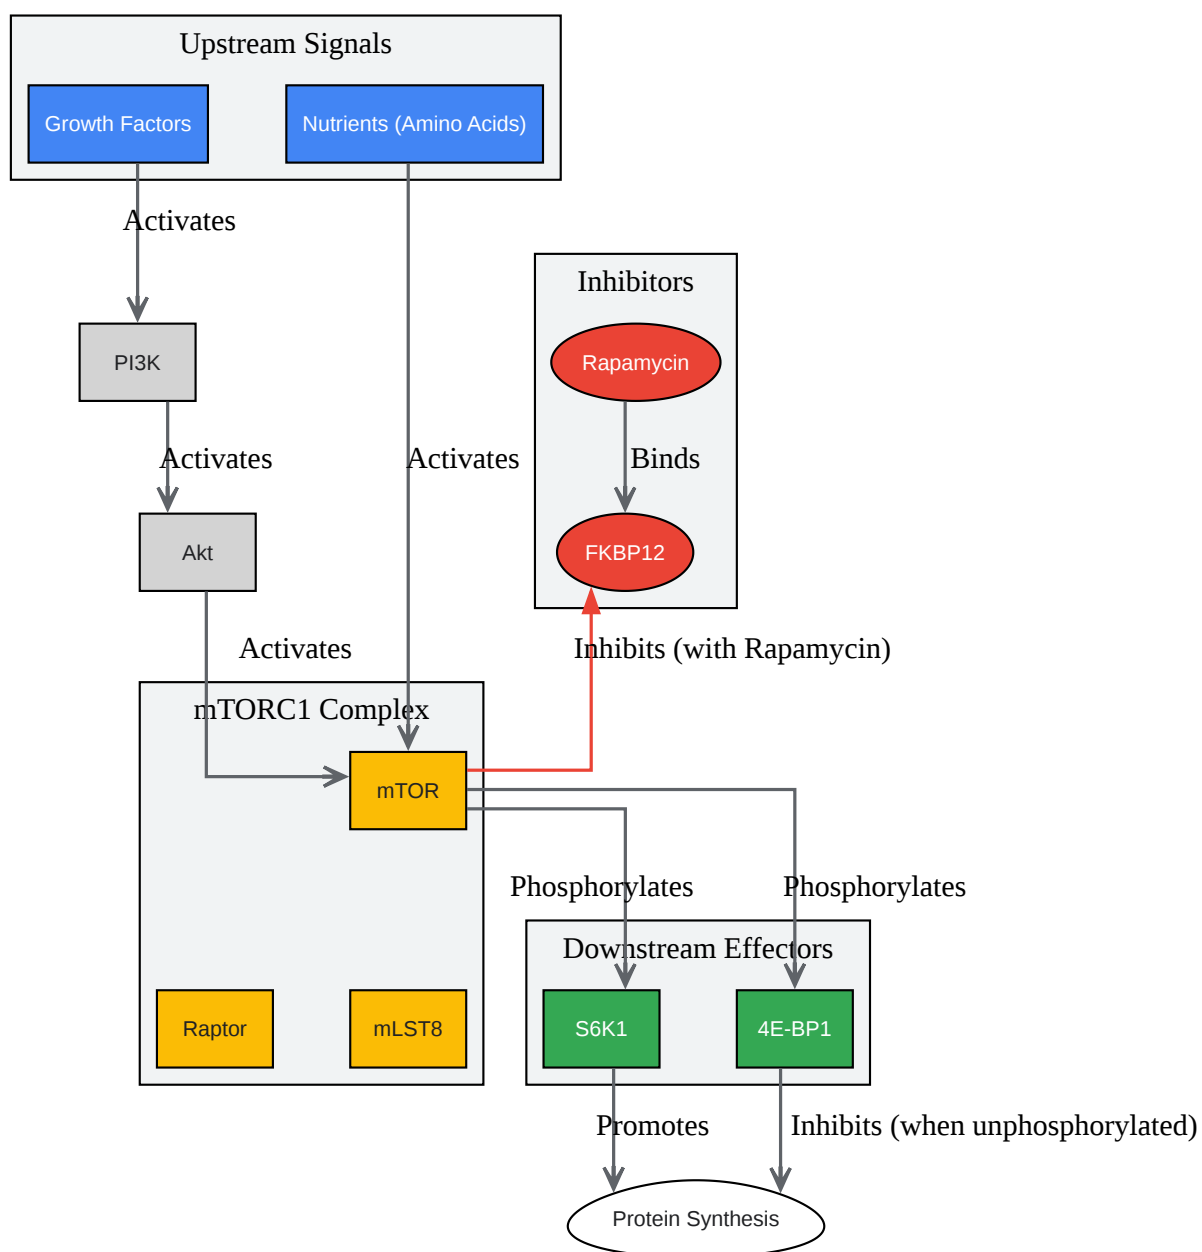 Upstream Signals
Growth Factors
Nutrients (Amino Acids)
Activates
Inhibitors
PI3K
Rapamycin
Activates
Activates
Binds
Akt
FKBP12
Activates
Inhibits (with Rapamycin)
mTORC1 Complex
mTOR
Phosphorylates
Phosphorylates
Downstream Effectors
Raptor
mLST8
S6K1
4E-BP1
Promotes
Inhibits (when unphosphorylated)
Protein Synthesis